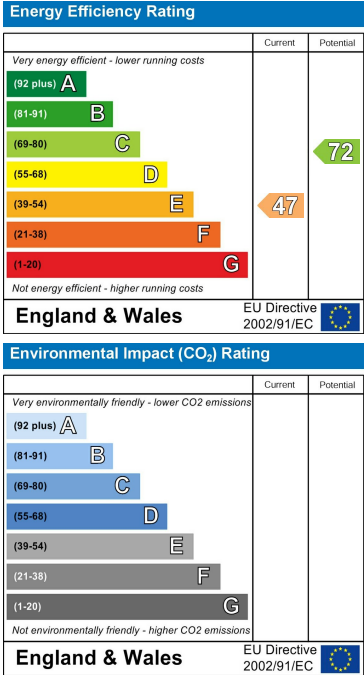 Energy Efficiency Rating
Current Potential
Very energy efficient - lower running costs
(92 plus) A
(81-91) B
(69-80) C
72
(55-68) D
(39-54) E
47
(21-38) F
(1-20) G
Not energy efficient - higher running costs
England & Wales
EU Directive
2002/91/EC
Environmental Impact (CO₂) Rating
Current Potential
Very environmentally friendly - lower CO2 emissions
(92 plus) A
(81-91) B
(69-80) C
(55-68) D
(39-54) E
(21-38) F
(1-20) G
Not environmentally friendly - higher CO2 emissions
England & Wales
EU Directive
2002/91/EC